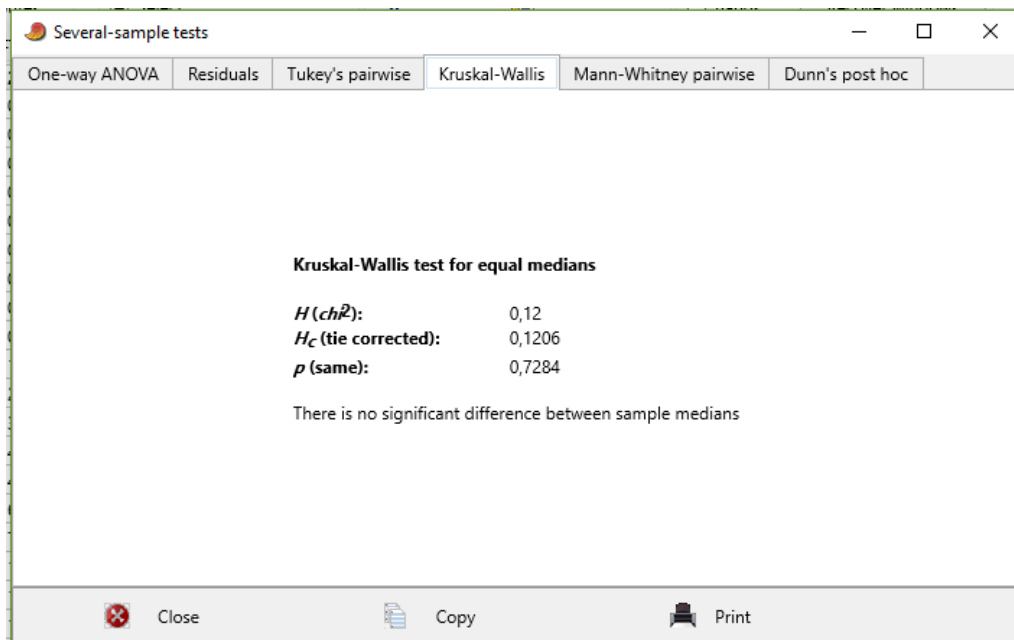 Several-sample tests
One-way ANOVA Residuals Tukey's pairwise Kruskal-Wallis Mann-Whitney pairwise Dunn's post hoc
Kruskal-Wallis test for equal medians
H (chi2): 0,12
Hc (tie corrected): 0,1206
p (same): 0,7284
There is no significant difference between sample medians
Close Copy Print